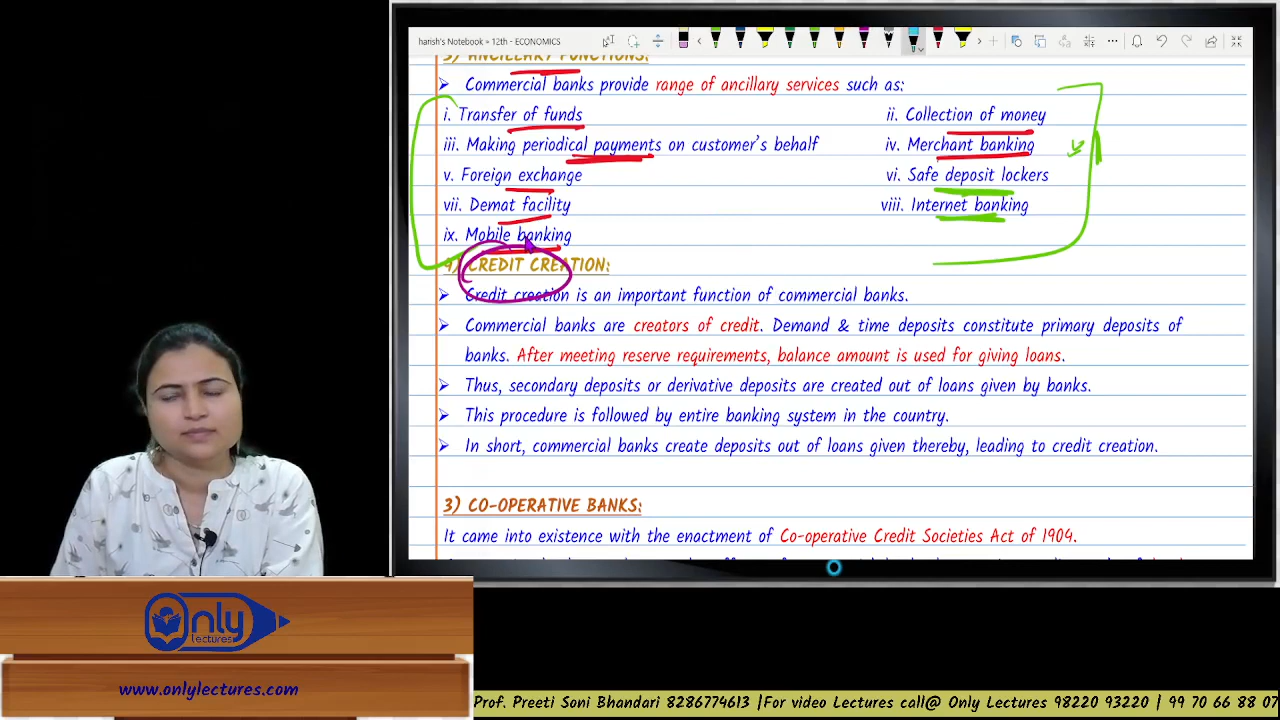 harish's Notebook » 12th - ECONOMICS
3) ANCILLARY FUNCTIONS:
➢ Commercial banks provide range of ancillary services such as:
i. Transfer of funds ii. Collection of money
iii. Making periodical payments on customer's behalf iv. Merchant banking
v. Foreign exchange vi. Safe deposit lockers
vii. Demat facility viii. Internet banking
ix. Mobile banking
4) CREDIT CREATION:
➢ Credit creation is an important function of commercial banks.
➢ Commercial banks are creators of credit. Demand & time deposits constitute primary deposits of
banks. After meeting reserve requirements, balance amount is used for giving loans.
➢ Thus, secondary deposits or derivative deposits are created out of loans given by banks.
➢ This procedure is followed by entire banking system in the country.
➢ In short, commercial banks create deposits out of loans given thereby, leading to credit creation.
3) CO-OPERATIVE BANKS:
It came into existence with the enactment of Co-operative Credit Societies Act of 1904.
Only
lectures
www.onlylectures.com
Prof. Preeti Soni Bhandari 8286774613 |For video Lectures call@ Only Lectures 98220 93220 | 99 70 66 88 07